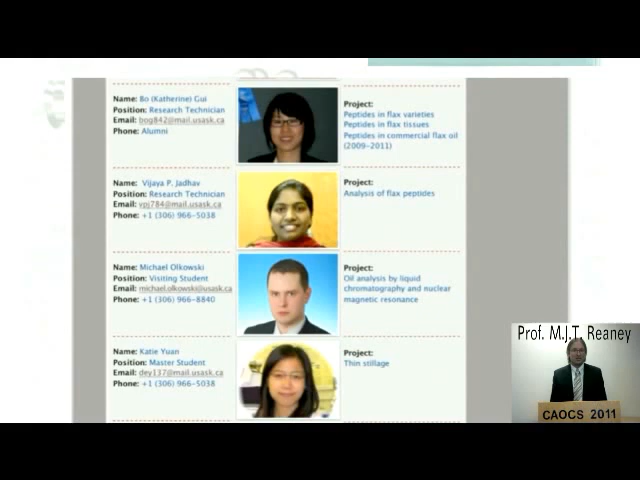 Name: Bo (Katherine) Gui
Position: Research Technician
Email: bog842@mail.usask.ca
Phone: Alumni
Project:
Peptides in flax varieties
Peptides in flax tissues
Peptides in commercial flax oil
(2009-2011)
Name: Vijaya P. Jadhav
Position: Research Technician
Email: vpj784@mail.usask.ca
Phone: +1 (306) 966-5038
Project:
Analysis of flax peptides
Name: Michael Olkowski
Position: Visiting Student
Email: michael.olkowski@usask.ca
Phone: +1 (306) 966-8840
Project:
Oil analysis by liquid
chromatography and nuclear
magnetic resonance
Name: Katie Yuan
Position: Master Student
Email: dey137@mail.usask.ca
Phone: +1 (306) 966-5038
Project:
Thin stillage
Prof. M.J.T. Reaney
CAOCS 2011